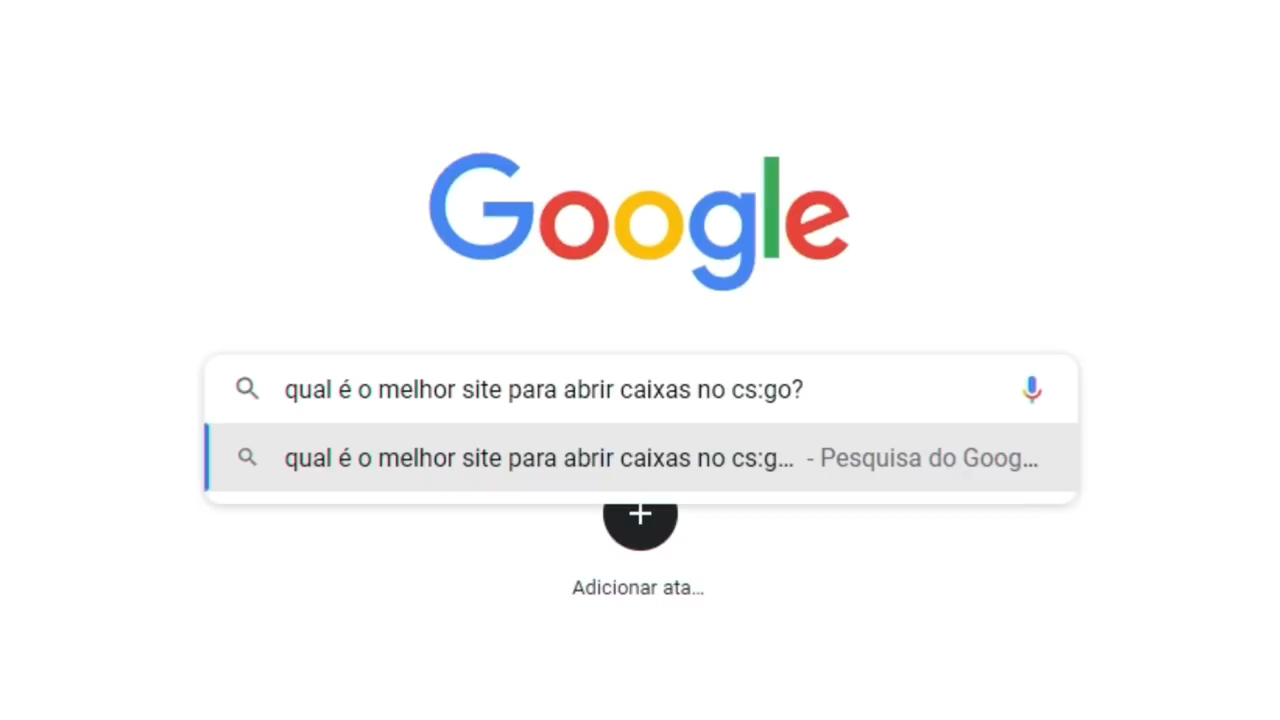 Google
qual é o melhor site para abrir caixas no cs:go?
qual é o melhor site para abrir caixas no cs:g... - Pesquisa do Goog...
Adicionar ata...